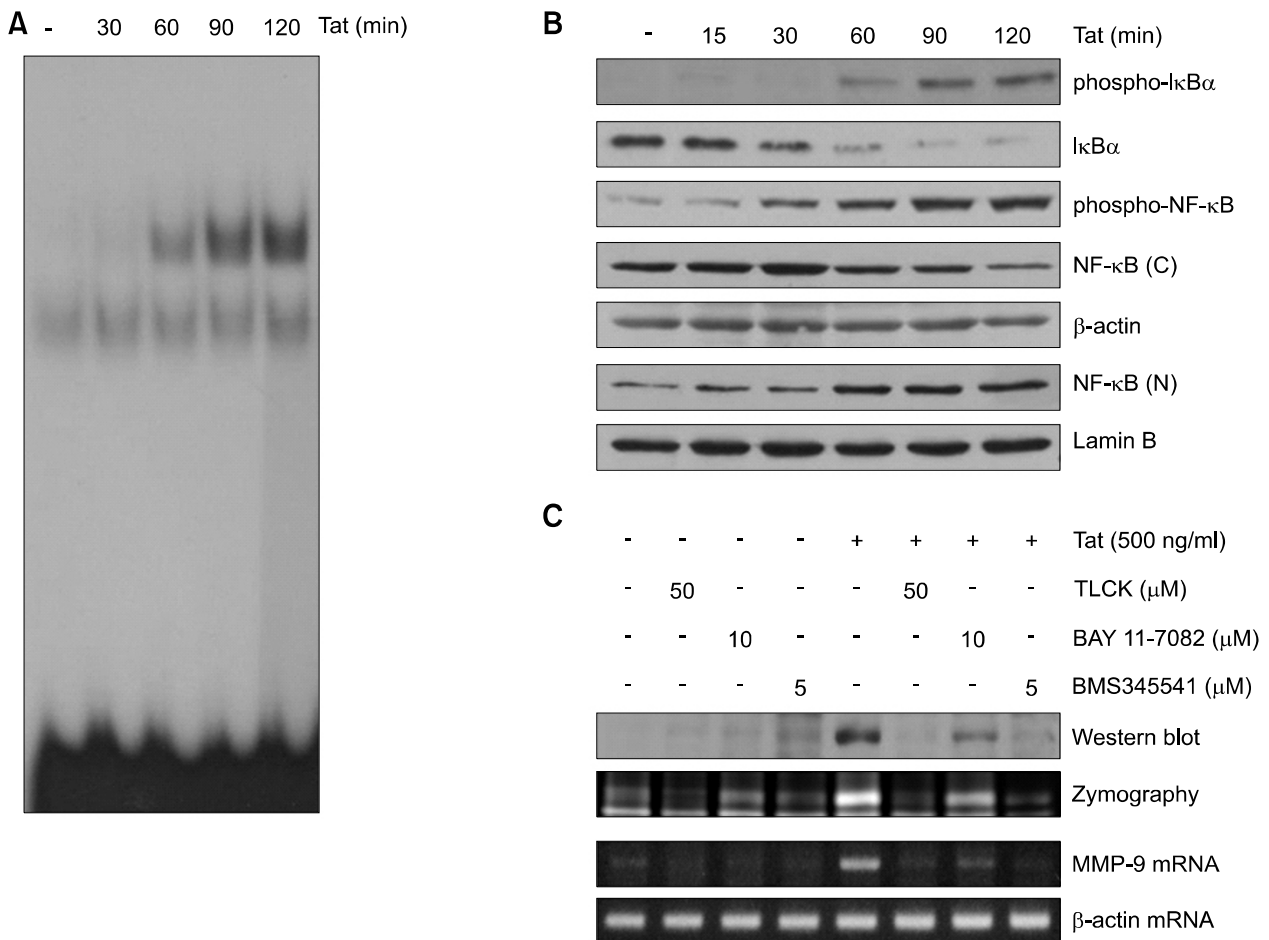 A
- 30 60 90 120 Tat (min)
B
- 15 30 60 90 120 Tat (min)
phospho-IκBα
IκBα
phospho-NF-κB
NF-κB (C)
β-actin
NF-κB (N)
Lamin B
C
- - - - + + + + Tat (500 ng/ml)
- 50 - - - 50 - - TLCK (μM)
- - 10 - - - 10 - BAY 11-7082 (μM)
- - - 5 - - - 5 BMS345541 (μM)
Western blot
Zymography
MMP-9 mRNA
β-actin mRNA